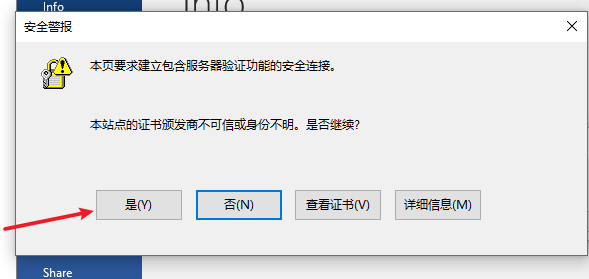 Info
Info
安全警报
本页要求建立包含服务器验证功能的安全连接。
本站点的证书颁发商不可信或身份不明。是否继续?
是(Y)
否(N)
查看证书(V)
详细信息(M)
Share